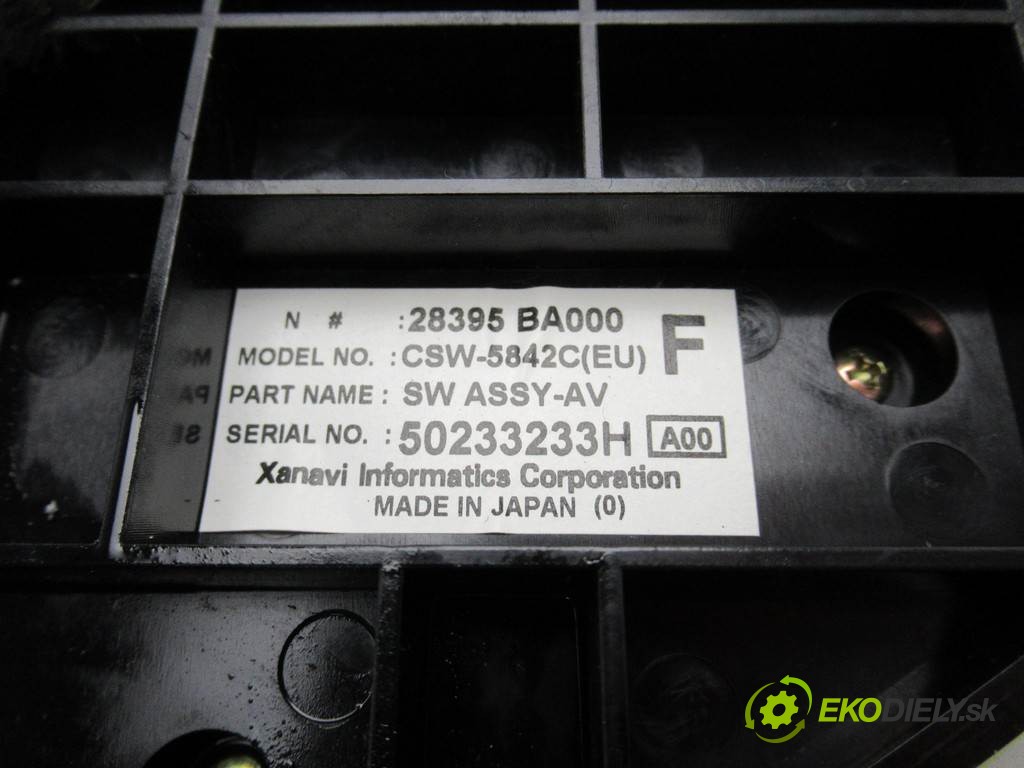 N # : 28395 BA000
F
MODEL NO. : CSW-5842C(EU)
PART NAME : SW ASSY-AV
SERIAL NO. : 50233233H A00
Xanavi Informatics Corporation
MADE IN JAPAN (0)
EKODIELY.sk